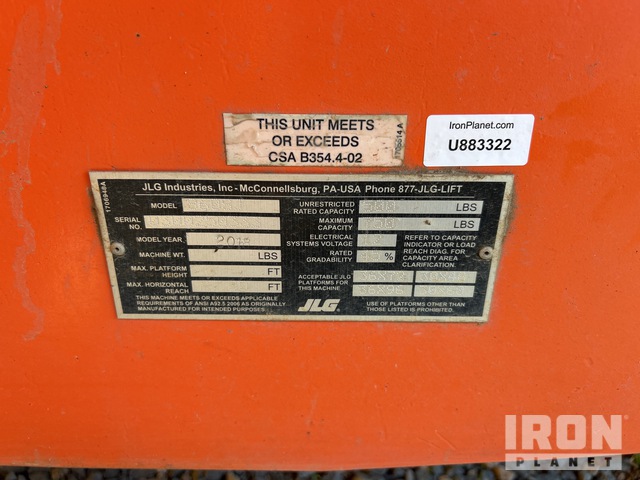 THIS UNIT MEETS
OR EXCEEDS
CSA B354.4-02
1706514 A
IronPlanet.com
U883322
1706948A
JLG Industries, Inc - McConnellsburg, PA-USA Phone 877-JLG-LIFT
MODEL
SERIAL NO.
MODEL YEAR
MACHINE WT. LBS
MAX. PLATFORM HEIGHT FT
MAX. HORIZONTAL REACH FT
THIS MACHINE MEETS OR EXCEEDS APPLICABLE
REQUIREMENTS OF ANSI A92.5 2006 AS ORIGINALLY
MANUFACTURED FOR INTENDED PURPOSES.
UNRESTRICTED RATED CAPACITY LBS
MAXIMUM CAPACITY LBS
ELECTRICAL SYSTEMS VOLTAGE
RATED GRADABILITY
REFER TO CAPACITY
INDICATOR OR LOAD
REACH DIAG. FOR
CAPACITY AREA
CLARIFICATION.
ACCEPTABLE JLG
PLATFORMS FOR
THIS MACHINE
JLG
USE OF PLATFORMS OTHER THAN
THOSE LISTED IS PROHIBITED.
IRON
PLANET